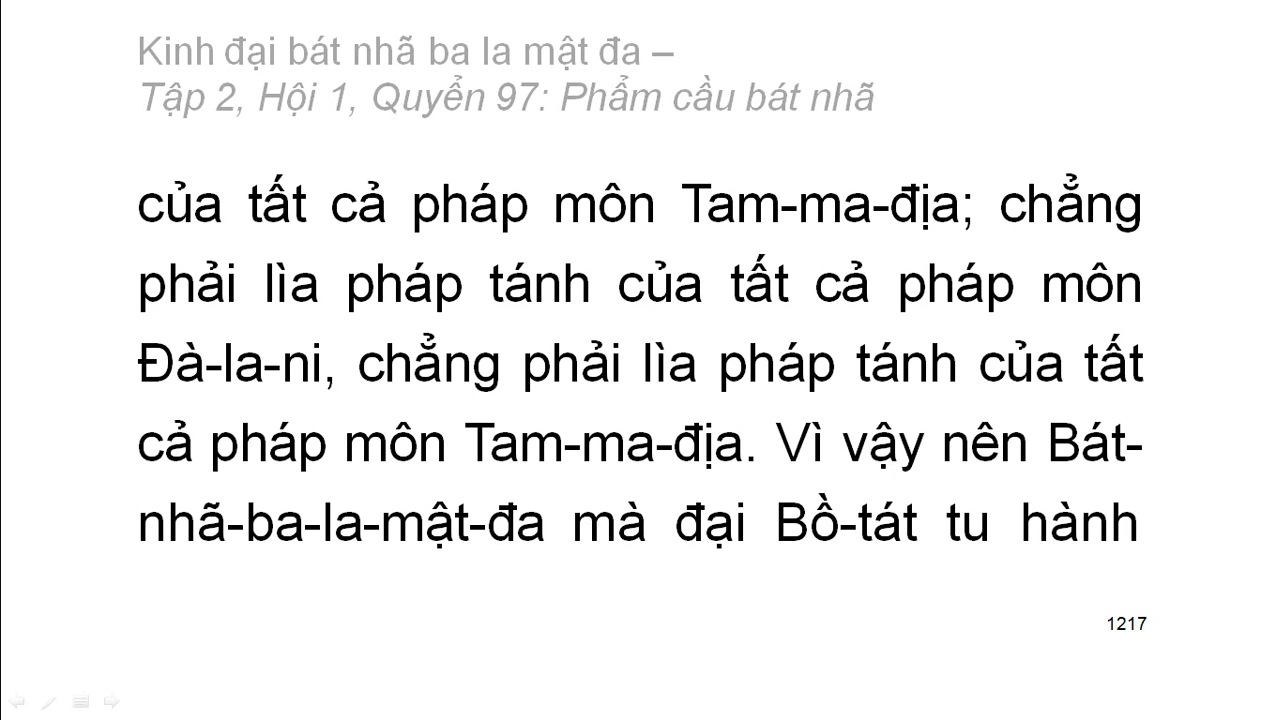 Kinh đại bát nhã ba la mật đa –
Tập 2, Hội 1, Quyển 97: Phẩm cầu bát nhã
của tất cả pháp môn Tam-ma-địa; chẳng
phải lìa pháp tánh của tất cả pháp môn
Đà-la-ni, chẳng phải lìa pháp tánh của tất
cả pháp môn Tam-ma-địa. Vì vậy nên Bát-
nhã-ba-la-mật-đa mà đại Bồ-tát tu hành
1217